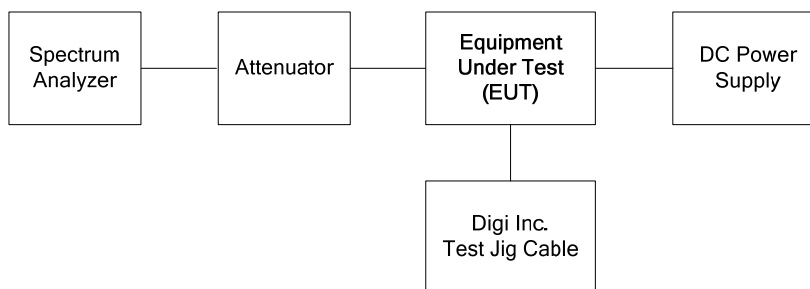 Spectrum
Analyzer
Attenuator
Equipment
Under Test
(EUT)
DC Power
Supply
Digi Inc.
Test Jig Cable